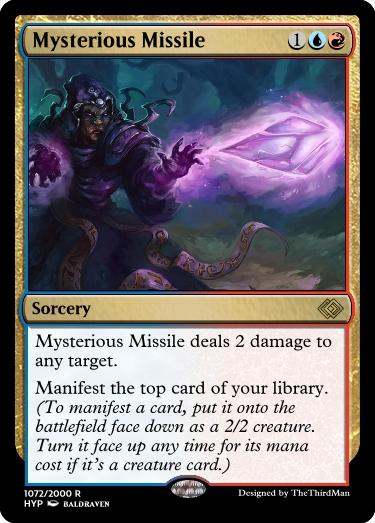 Mysterious Missile 1
Sorcery
Mysterious Missile deals 2 damage to
any target.
Manifest the top card of your library.
(To manifest a card, put it onto the
battlefield face down as a 2/2 creature.
Turn it face up any time for its mana
cost if it's a creature card.)
1072/2000 R
HYP BALDRAVEN
Designed by TheThirdMan